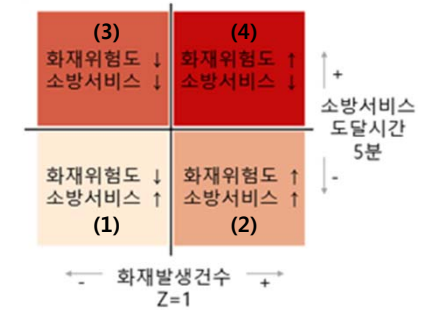 (3)
화재위험도 ↓
소방서비스 ↓
(4)
화재위험도 ↑
소방서비스 ↓
+
소방서비스
도달시간
5분
-
화재위험도 ↓
소방서비스 ↑
(1)
화재위험도 ↑
소방서비스 ↑
(2)
- 화재발생건수 +
Z=1